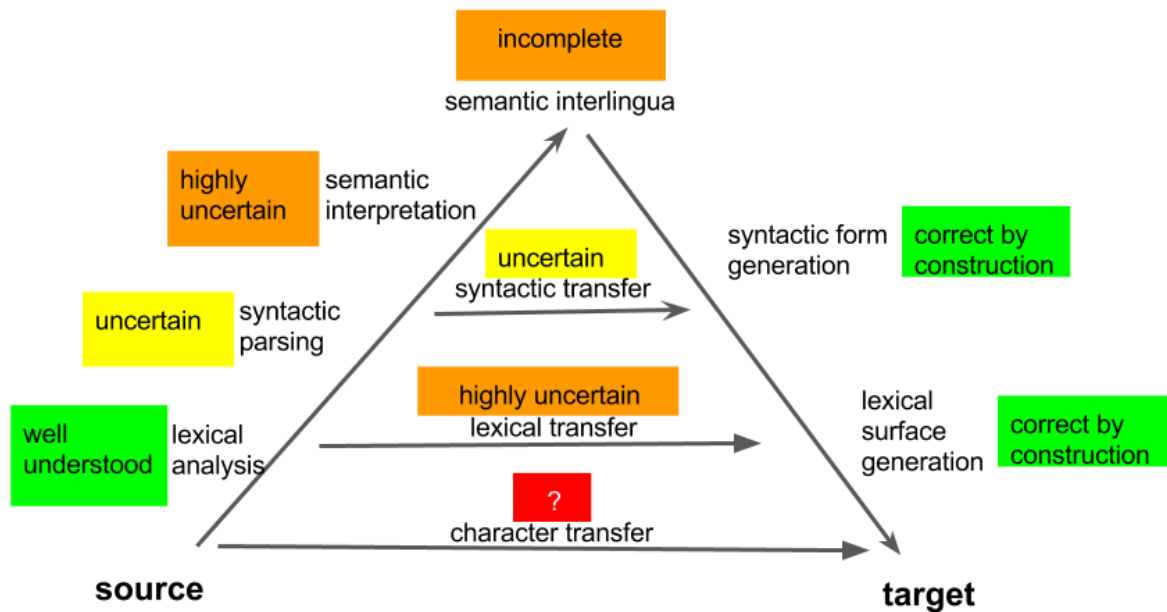 incomplete
semantic interlingua
highly
uncertain
semantic
interpretation
uncertain
syntactic transfer
syntactic form
generation
correct by
construction
uncertain
syntactic
parsing
highly uncertain
lexical transfer
well
understood
lexical
analysis
lexical
surface
generation
correct by
construction
?
character transfer
source
target